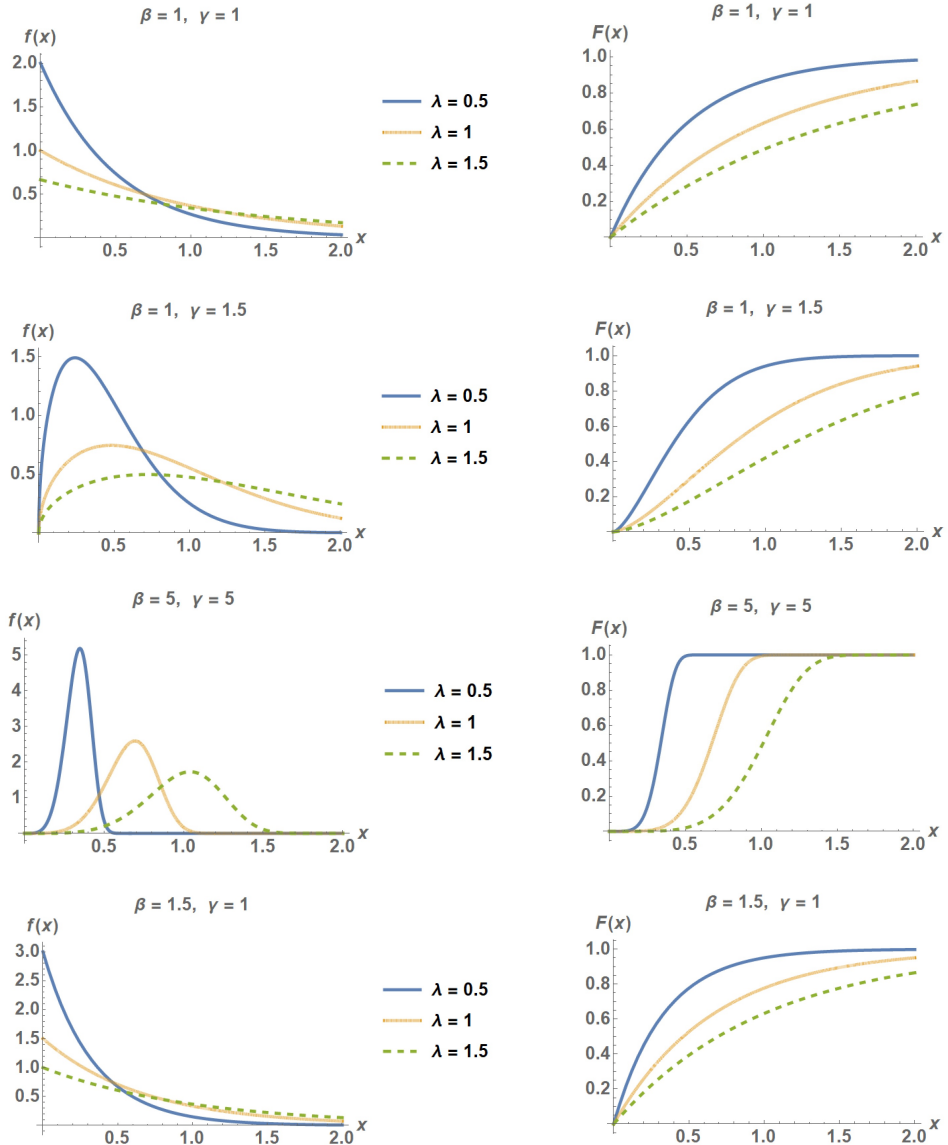 β = 1, γ = 1
f(x)
2.0
1.5
1.0
0.5
0.5 1.0 1.5 2.0 x
λ = 0.5
λ = 1
λ = 1.5
β = 1, γ = 1
F(x)
1.0
0.8
0.6
0.4
0.2
0.5 1.0 1.5 2.0 x
β = 1, γ = 1.5
f(x)
1.5
1.0
0.5
0.5 1.0 1.5 2.0 x
λ = 0.5
λ = 1
λ = 1.5
β = 1, γ = 1.5
F(x)
1.0
0.8
0.6
0.4
0.2
0.5 1.0 1.5 2.0 x
β = 5, γ = 5
f(x)
5
4
3
2
1
0.5 1.0 1.5 2.0 x
λ = 0.5
λ = 1
λ = 1.5
β = 5, γ = 5
F(x)
1.0
0.8
0.6
0.4
0.2
0.5 1.0 1.5 2.0 x
β = 1.5, γ = 1
f(x)
3.0
2.5
2.0
1.5
1.0
0.5
0.5 1.0 1.5 2.0 x
λ = 0.5
λ = 1
λ = 1.5
β = 1.5, γ = 1
F(x)
1.0
0.8
0.6
0.4
0.2
0.5 1.0 1.5 2.0 x